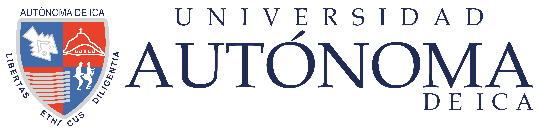 AUTÓNOMA DE ICA
LIBERTAS
ETHICUS
DILIGENTIA
UNIVERSIDAD
AUTÓNOMA
DE ICA